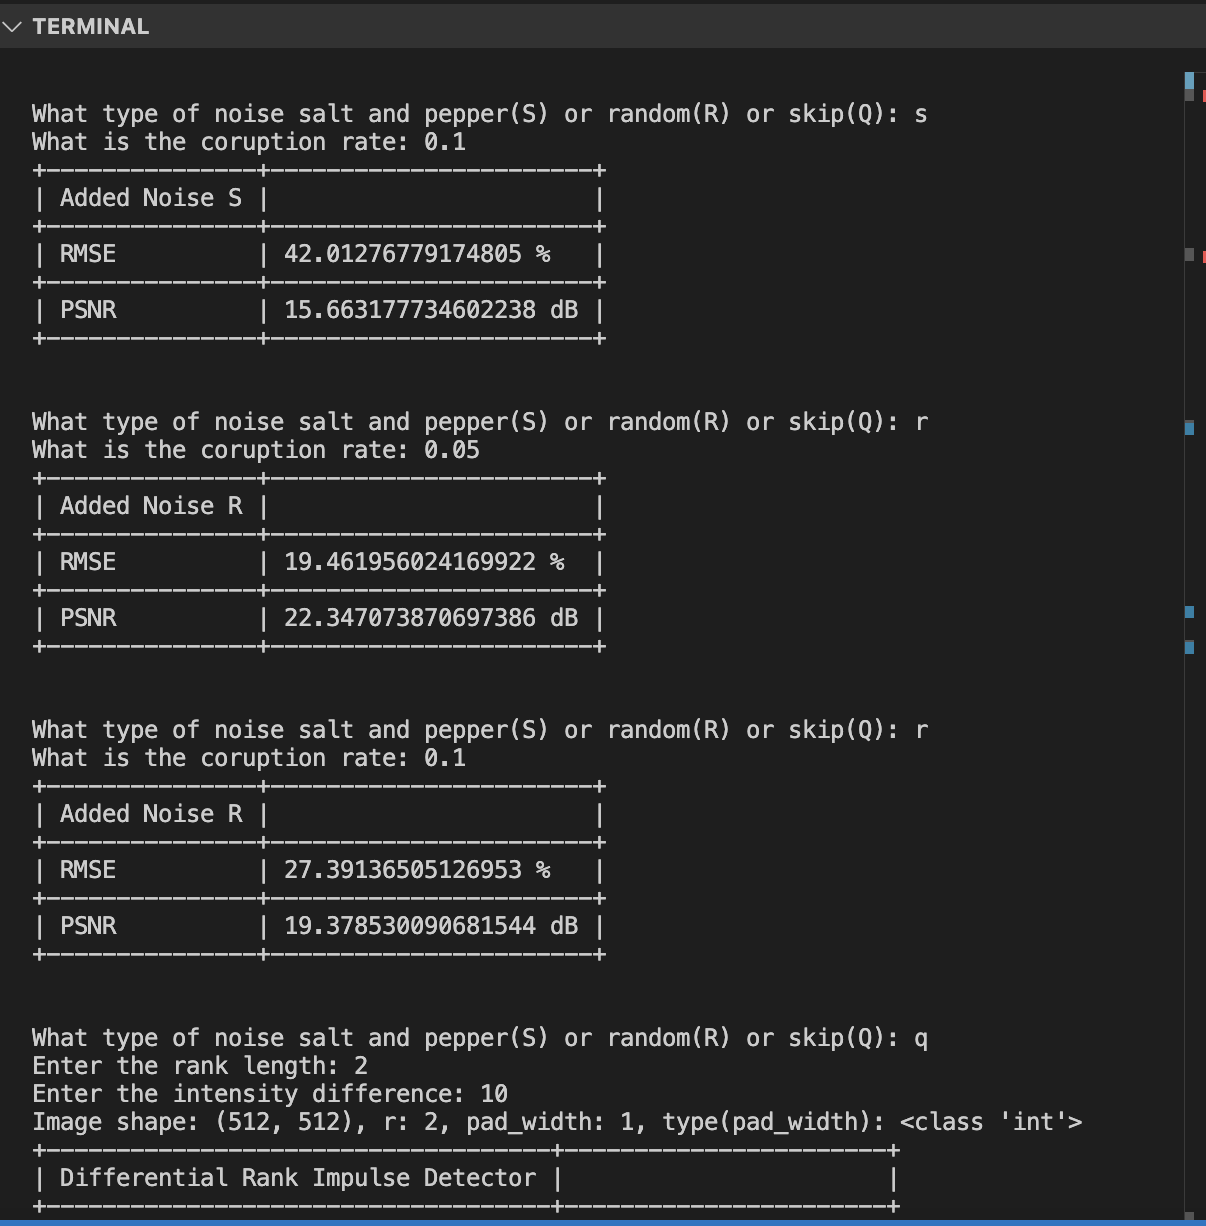 TERMINAL
What type of noise salt and pepper(S) or random(R) or skip(Q): s
What is the coruption rate: 0.1
+---------------+-----------------------+
| Added Noise S |                       |
+---------------+-----------------------+
| RMSE          | 42.01276779174805 %   |
+---------------+-----------------------+
| PSNR          | 15.663177734602238 dB |
+---------------+-----------------------+
What type of noise salt and pepper(S) or random(R) or skip(Q): r
What is the coruption rate: 0.05
+---------------+-----------------------+
| Added Noise R |                       |
+---------------+-----------------------+
| RMSE          | 19.461956024169922 %  |
+---------------+-----------------------+
| PSNR          | 22.347073870697386 dB |
+---------------+-----------------------+
What type of noise salt and pepper(S) or random(R) or skip(Q): r
What is the coruption rate: 0.1
+---------------+-----------------------+
| Added Noise R |                       |
+---------------+-----------------------+
| RMSE          | 27.39136505126953 %   |
+---------------+-----------------------+
| PSNR          | 19.378530090681544 dB |
+---------------+-----------------------+
What type of noise salt and pepper(S) or random(R) or skip(Q): q
Enter the rank length: 2
Enter the intensity difference: 10
Image shape: (512, 512), r: 2, pad_width: 1, type(pad_width): <class 'int'>
+------------------------------------+-----------------------+
| Differential Rank Impulse Detector |                       |
+------------------------------------+-----------------------+